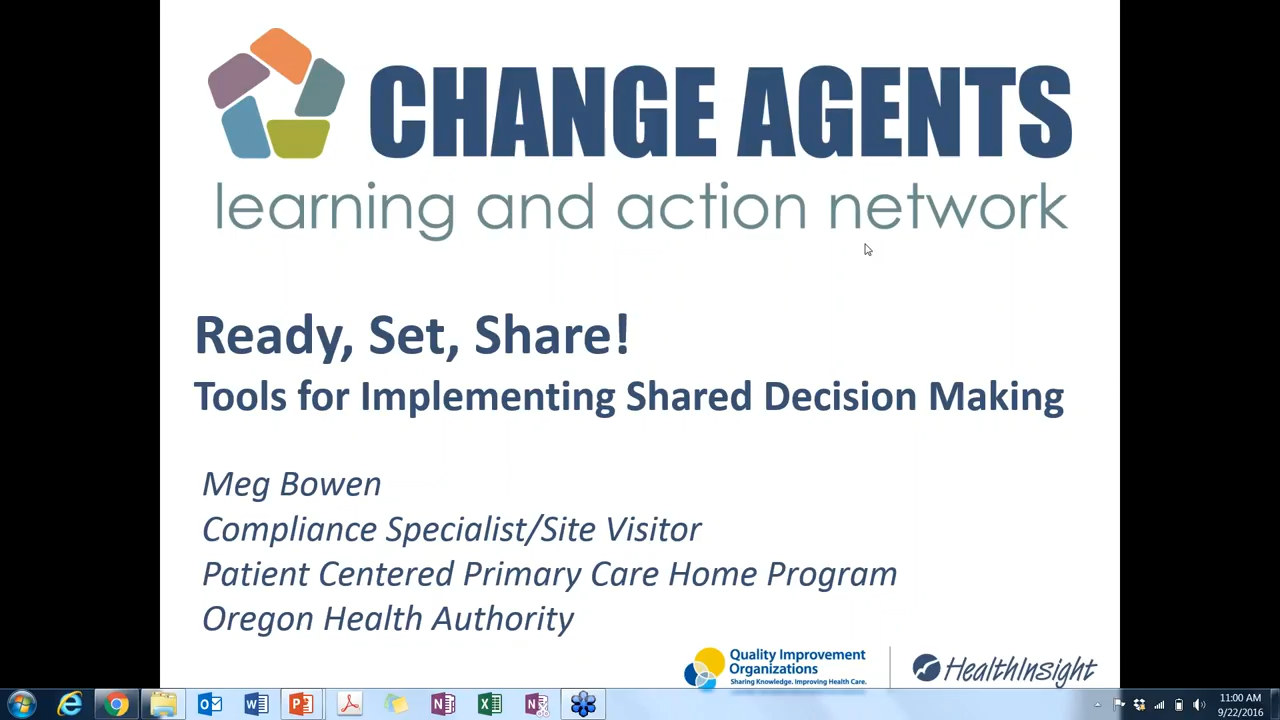 CHANGE AGENTS
learning and action network
Ready, Set, Share!
Tools for Implementing Shared Decision Making
Meg Bowen
Compliance Specialist/Site Visitor
Patient Centered Primary Care Home Program
Oregon Health Authority
Quality Improvement
Organizations
Sharing Knowledge. Improving Health Care.
HealthInsight
11:00 AM
9/22/2016